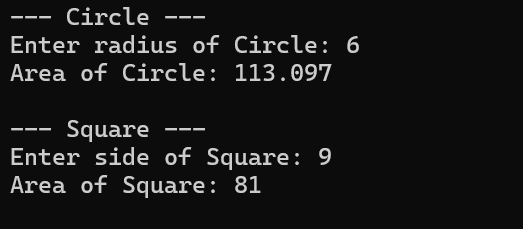 --- Circle ---
Enter radius of Circle: 6
Area of Circle: 113.097
--- Square ---
Enter side of Square: 9
Area of Square: 81